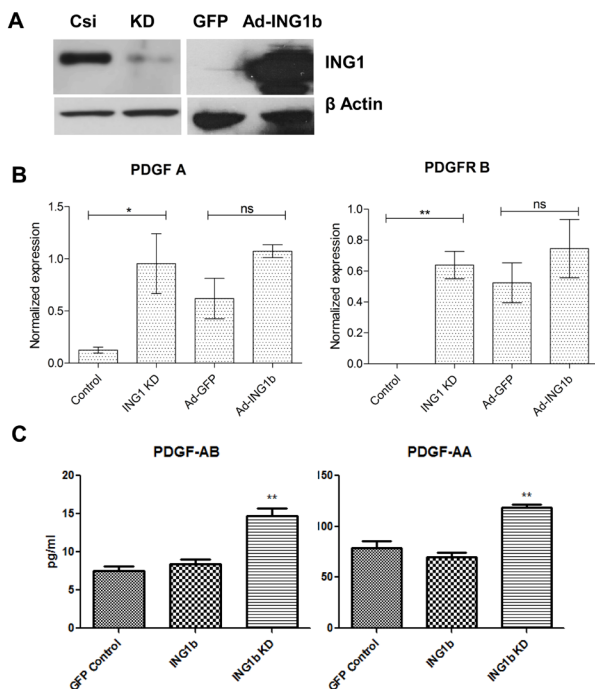 A
Csi KD GFP Ad-ING1b
ING1
β Actin
B
PDGF A
PDGFR B
Normalized expression
1.5
1.0
0.5
0.0
*
ns
Control
ING1 KD
Ad-GFP
Ad-ING1b
Normalized expression
1.0
0.8
0.6
0.4
0.2
0.0
**
ns
Control
ING1 KD
Ad-GFP
Ad-ING1b
C
PDGF-AB
PDGF-AA
pg/ml
20
15
10
5
0
**
GFP Control
ING1b
ING1b KD
150
100
50
0
**
GFP Control
ING1b
ING1b KD